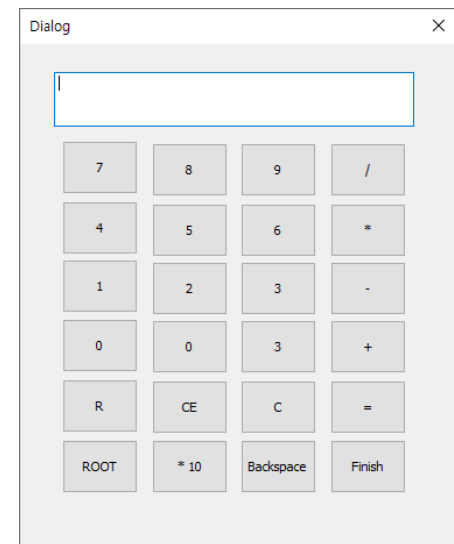 Dialog
7 8 9 /
4 5 6 *
1 2 3 -
0 0 3 +
R CE C =
ROOT * 10 Backspace Finish